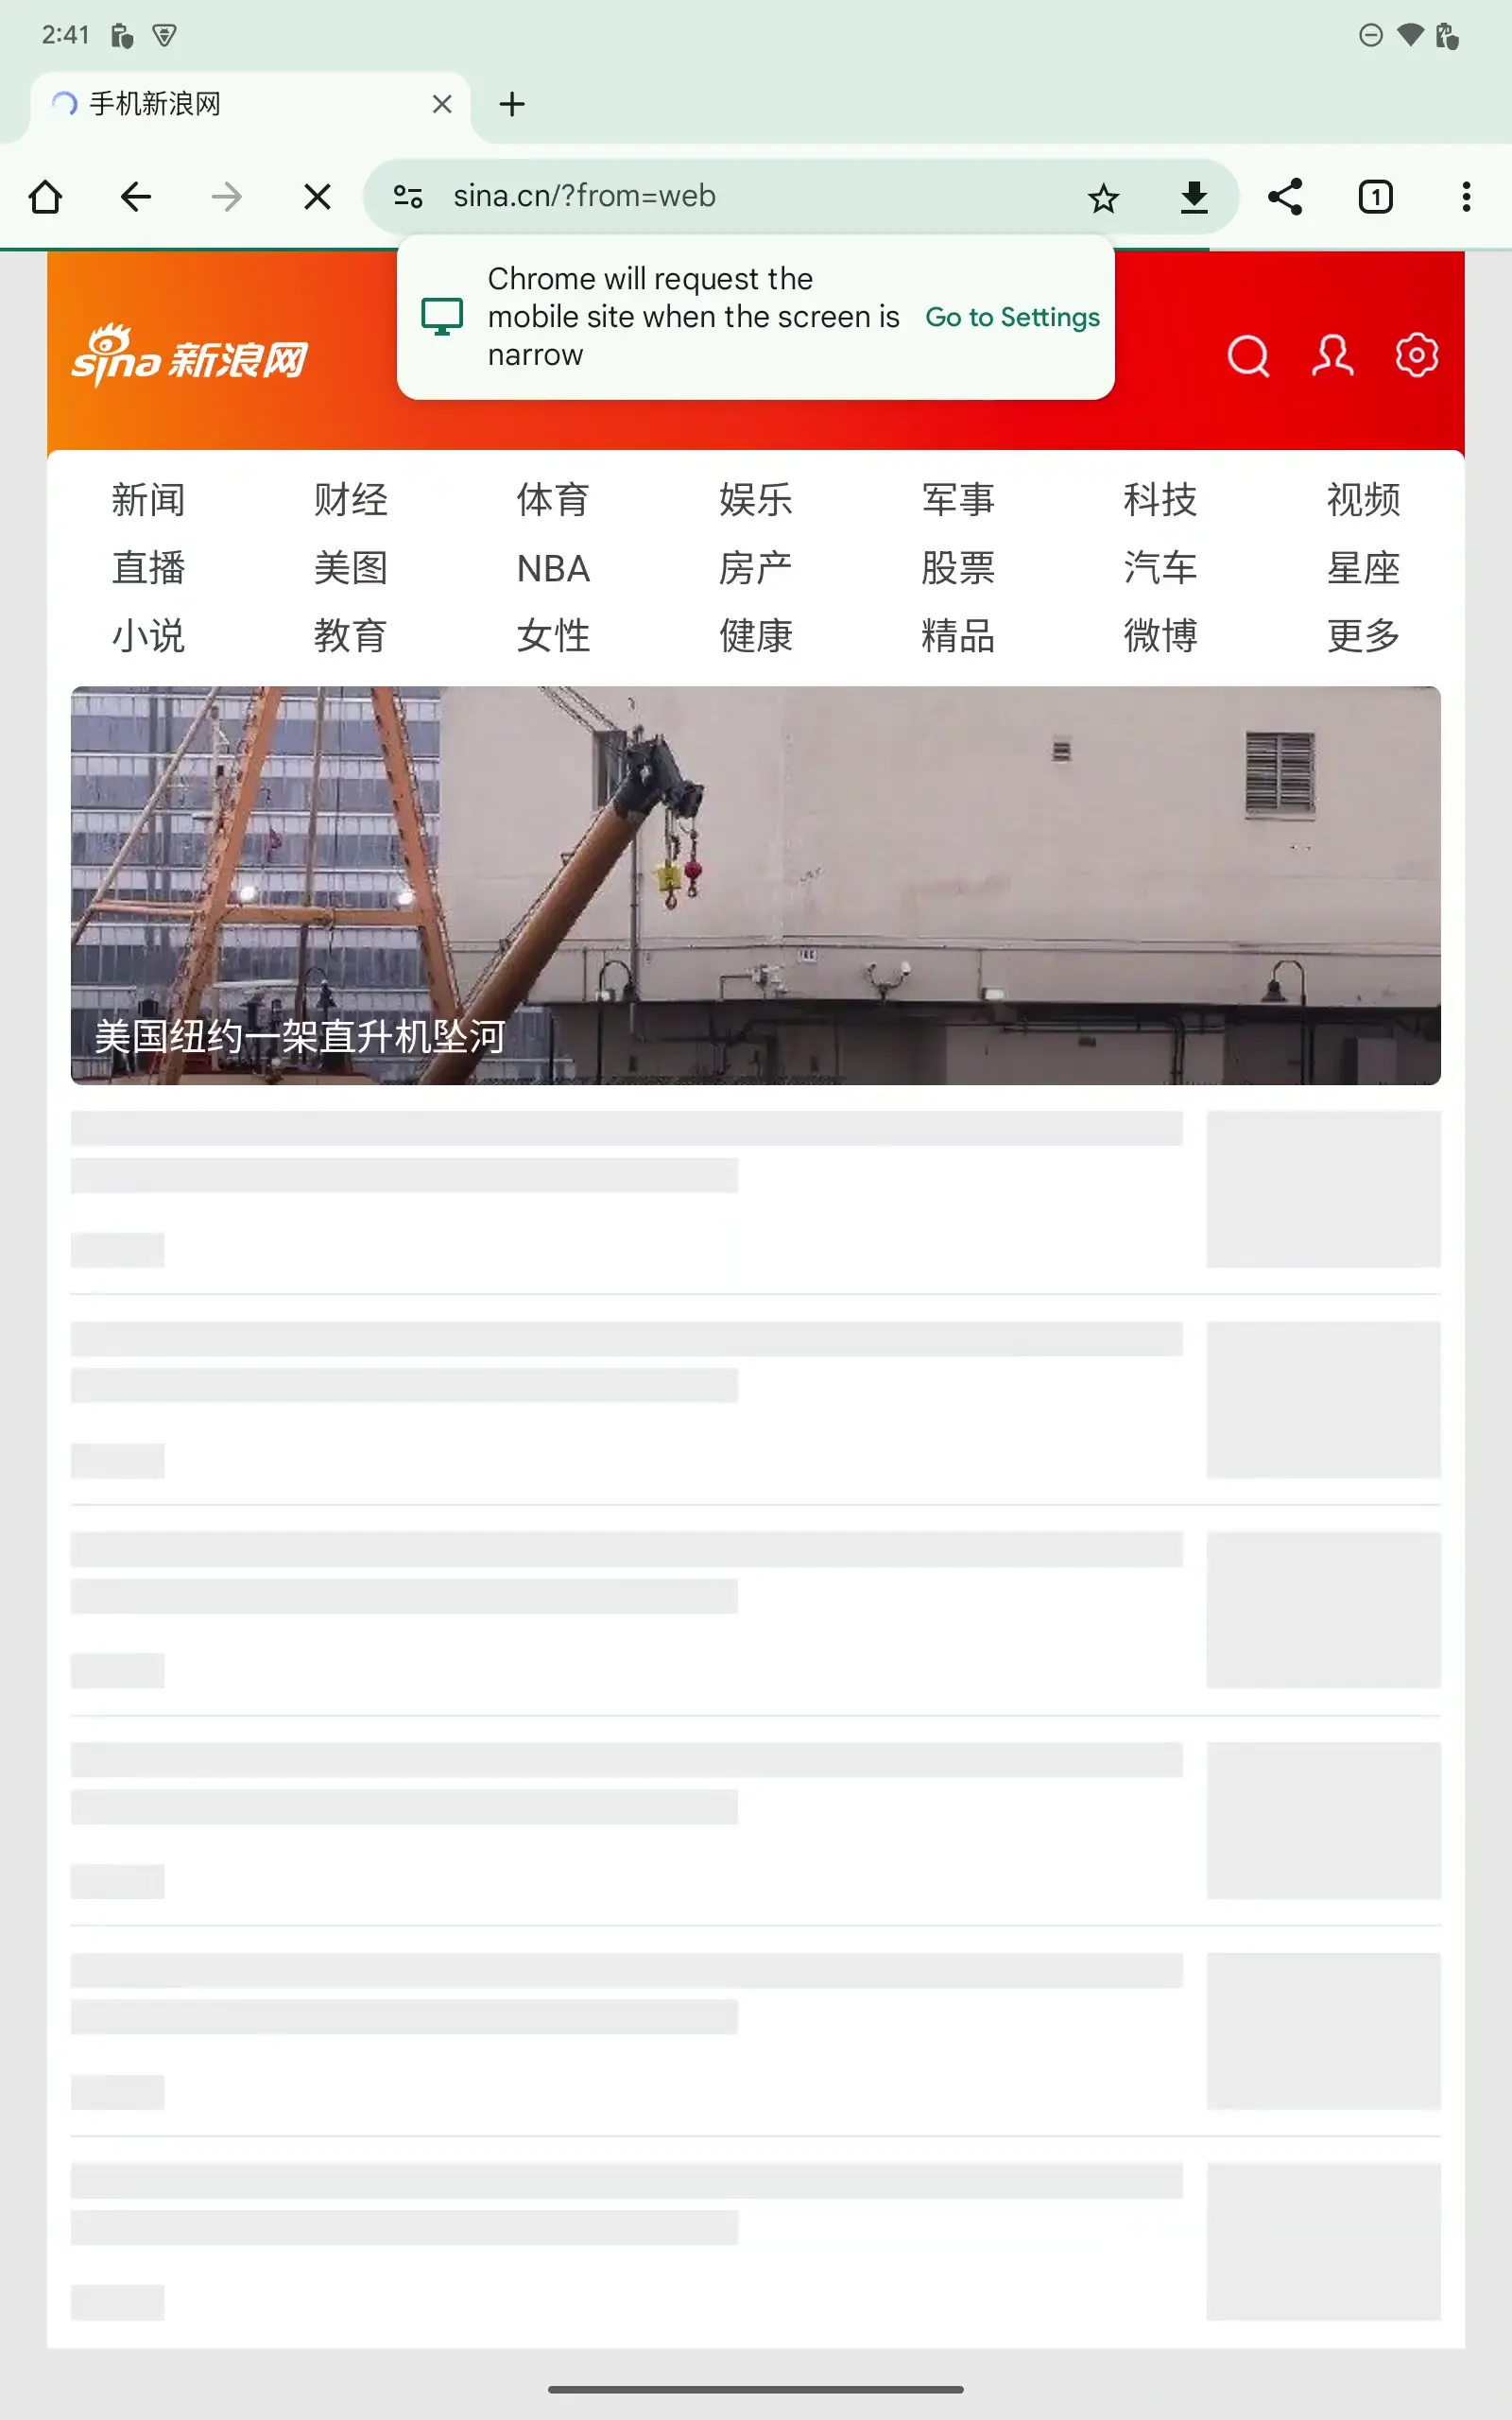 2:41
手机新浪网
sina.cn/?from=web
1
Chrome will request the
mobile site when the screen is
narrow
Go to Settings
sina 新浪网
新闻 财经 体育 娱乐 军事 科技 视频
直播 美图 NBA 房产 股票 汽车 星座
小说 教育 女性 健康 精品 微博 更多
美国纽约一架直升机坠河